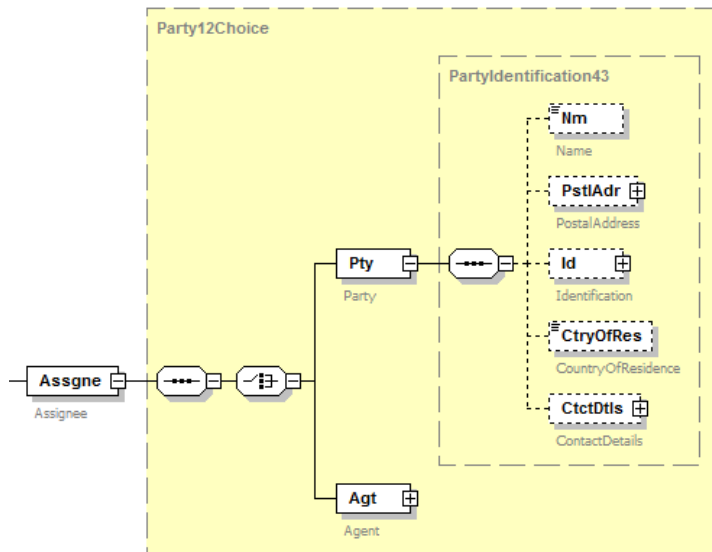 Party12Choice
PartyIdentification43
Nm
Name
PstlAdr
PostalAddress
Pty
Party
Id
Identification
CtryOfRes
CountryOfResidence
Assgne
Assignee
CtctDtls
ContactDetails
Agt
Agent